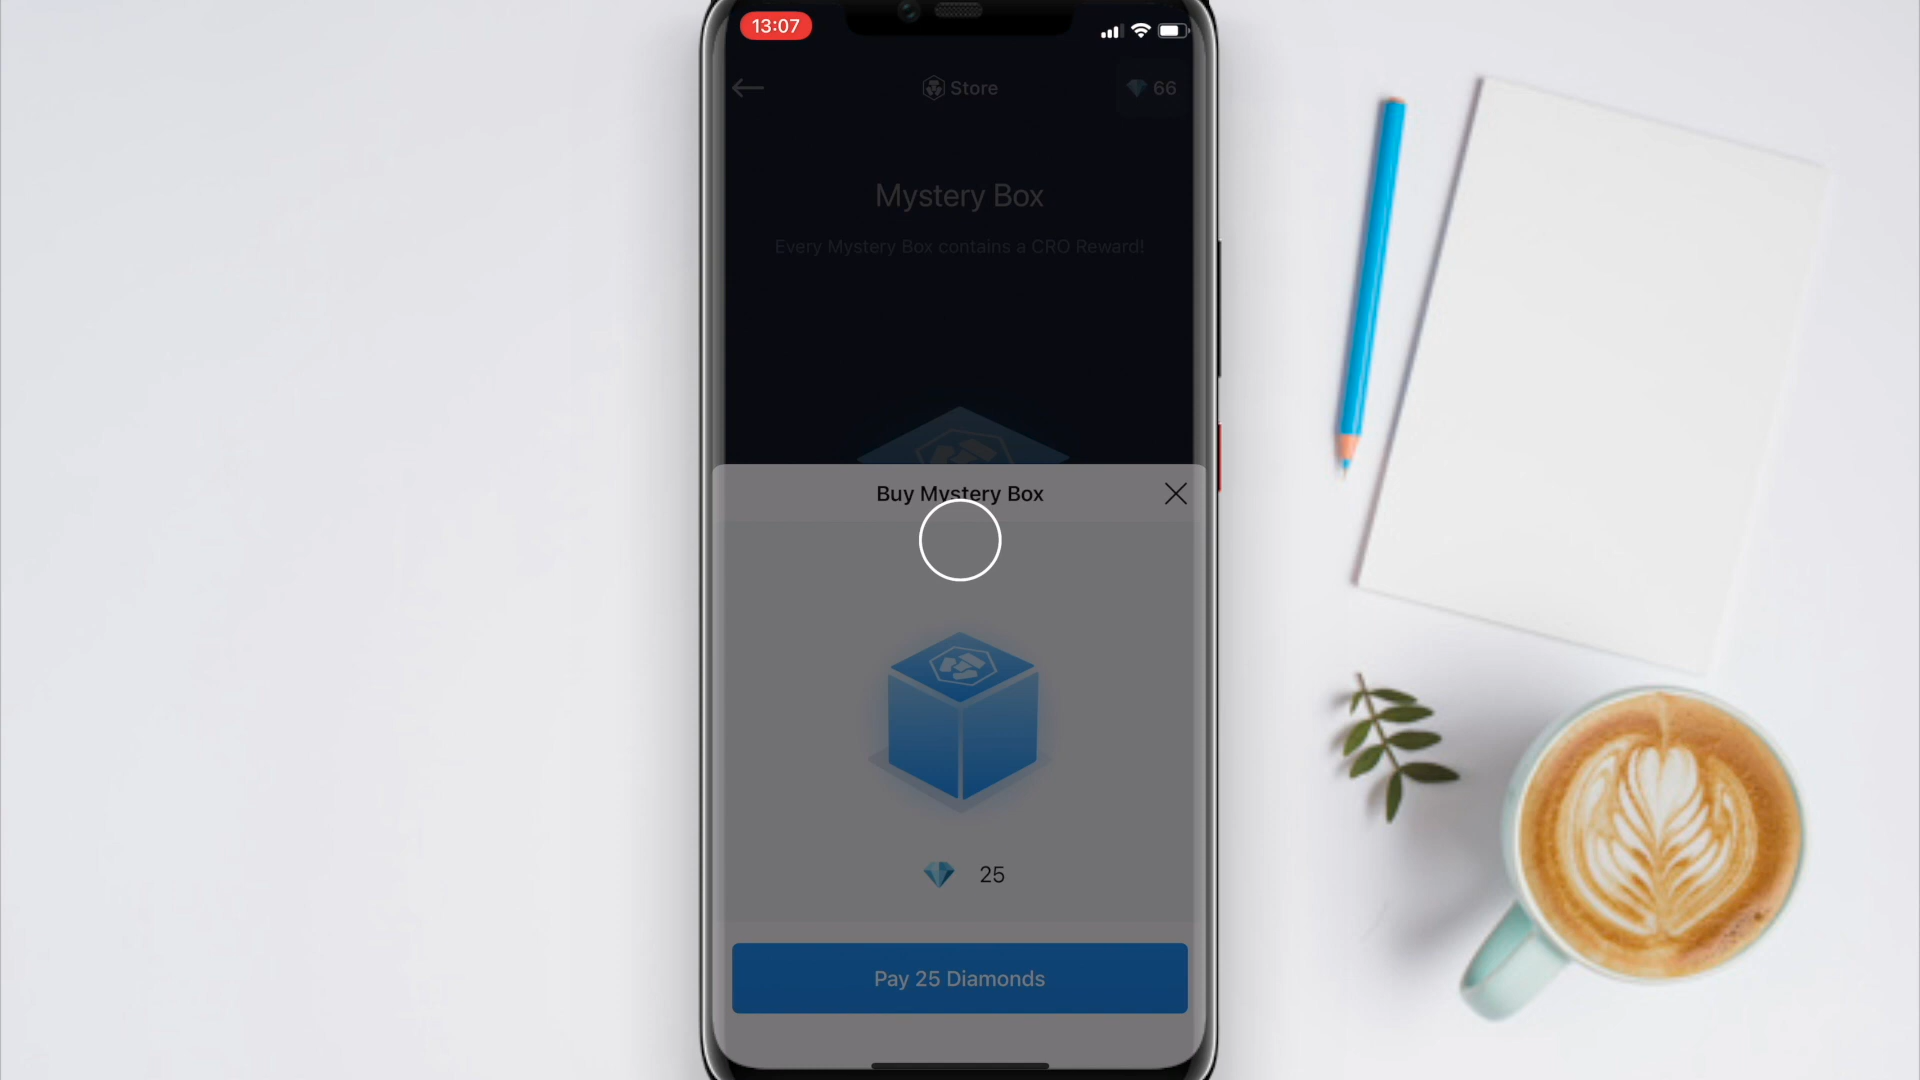 13:07
Store
66
Mystery Box
Every Mystery Box contains a CRO Reward!
Buy Mystery Box
25
Pay 25 Diamonds